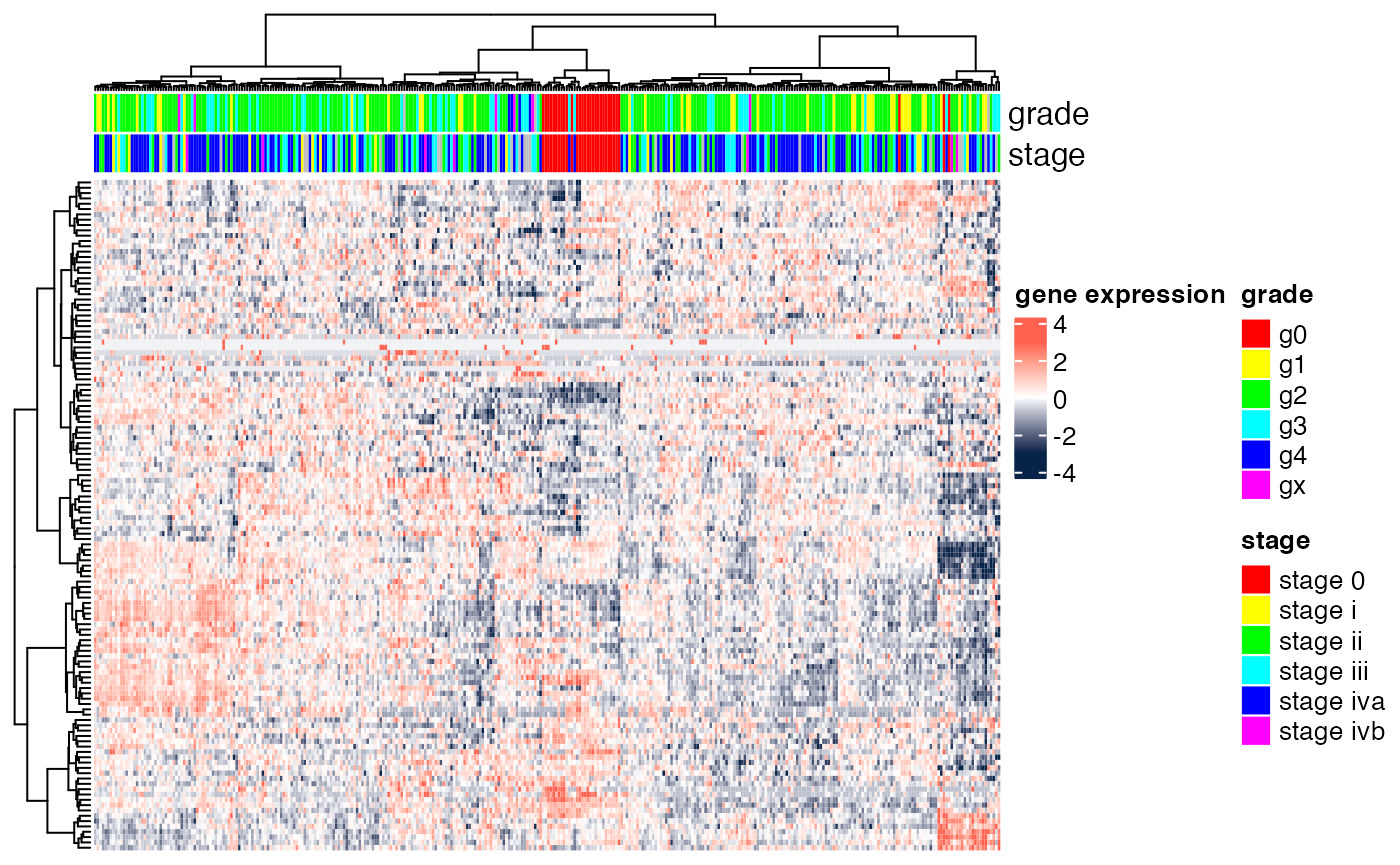 grade
stage
gene expression
4
2
0
-2
-4
grade
g0
g1
g2
g3
g4
gx
stage
stage 0
stage i
stage ii
stage iii
stage iva
stage ivb